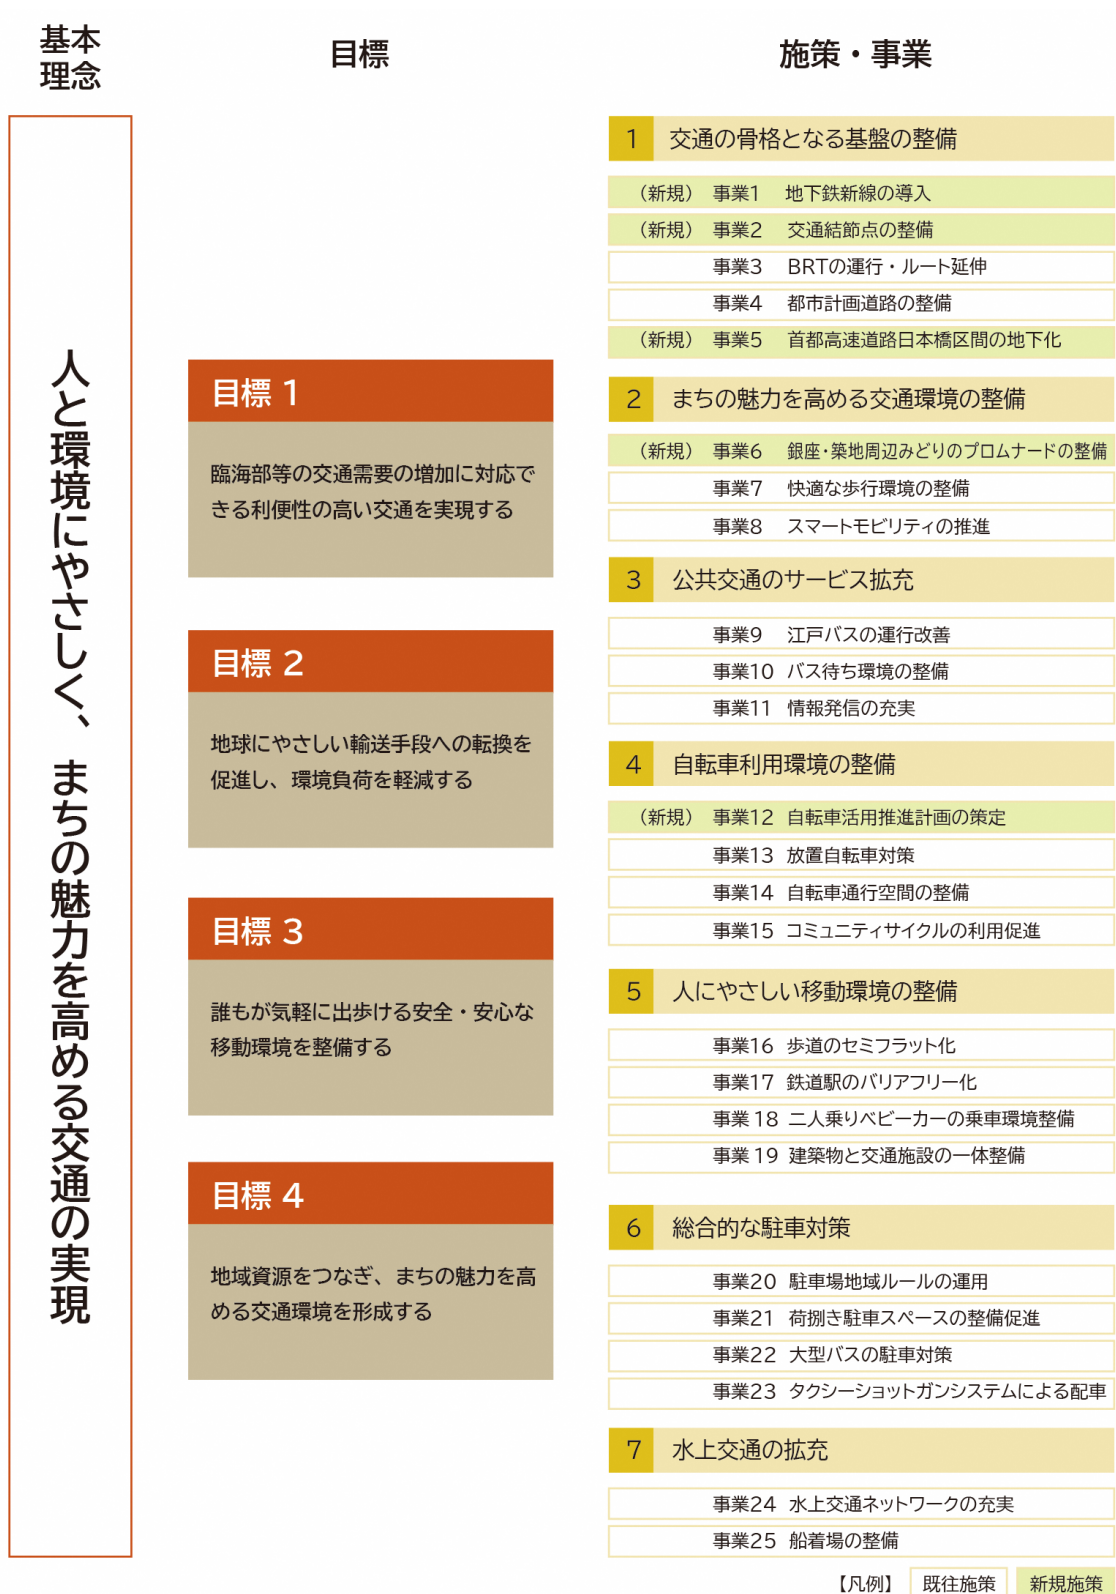 基本
理念
目標
施策・事業
人と環境にやさしく、まちの魅力を高める交通の実現
目標 1
臨海部等の交通需要の増加に対応で
きる利便性の高い交通を実現する
目標 2
地球にやさしい輸送手段への転換を
促進し、環境負荷を軽減する
目標 3
誰もが気軽に出歩ける安全・安心な
移動環境を整備する
目標 4
地域資源をつなぎ、まちの魅力を高
める交通環境を形成する
1 交通の骨格となる基盤の整備
（新規） 事業1 地下鉄新線の導入
（新規） 事業2 交通結節点の整備
事業3 BRTの運行・ルート延伸
事業4 都市計画道路の整備
（新規） 事業5 首都高速道路日本橋区間の地下化
2 まちの魅力を高める交通環境の整備
（新規） 事業6 銀座・築地周辺みどりのプロムナードの整備
事業7 快適な歩行環境の整備
事業8 スマートモビリティの推進
3 公共交通のサービス拡充
事業9 江戸バスの運行改善
事業10 バス待ち環境の整備
事業11 情報発信の充実
4 自転車利用環境の整備
（新規） 事業12 自転車活用推進計画の策定
事業13 放置自転車対策
事業14 自転車通行空間の整備
事業15 コミュニティサイクルの利用促進
5 人にやさしい移動環境の整備
事業16 歩道のセミフラット化
事業17 鉄道駅のバリアフリー化
事業 18 二人乗りベビーカーの乗車環境整備
事業 19 建築物と交通施設の一体整備
6 総合的な駐車対策
事業20 駐車場地域ルールの運用
事業21 荷捌き駐車スペースの整備促進
事業22 大型バスの駐車対策
事業23 タクシーショットガンシステムによる配車
7 水上交通の拡充
事業24 水上交通ネットワークの充実
事業25 船着場の整備
【凡例】 既往施策 新規施策